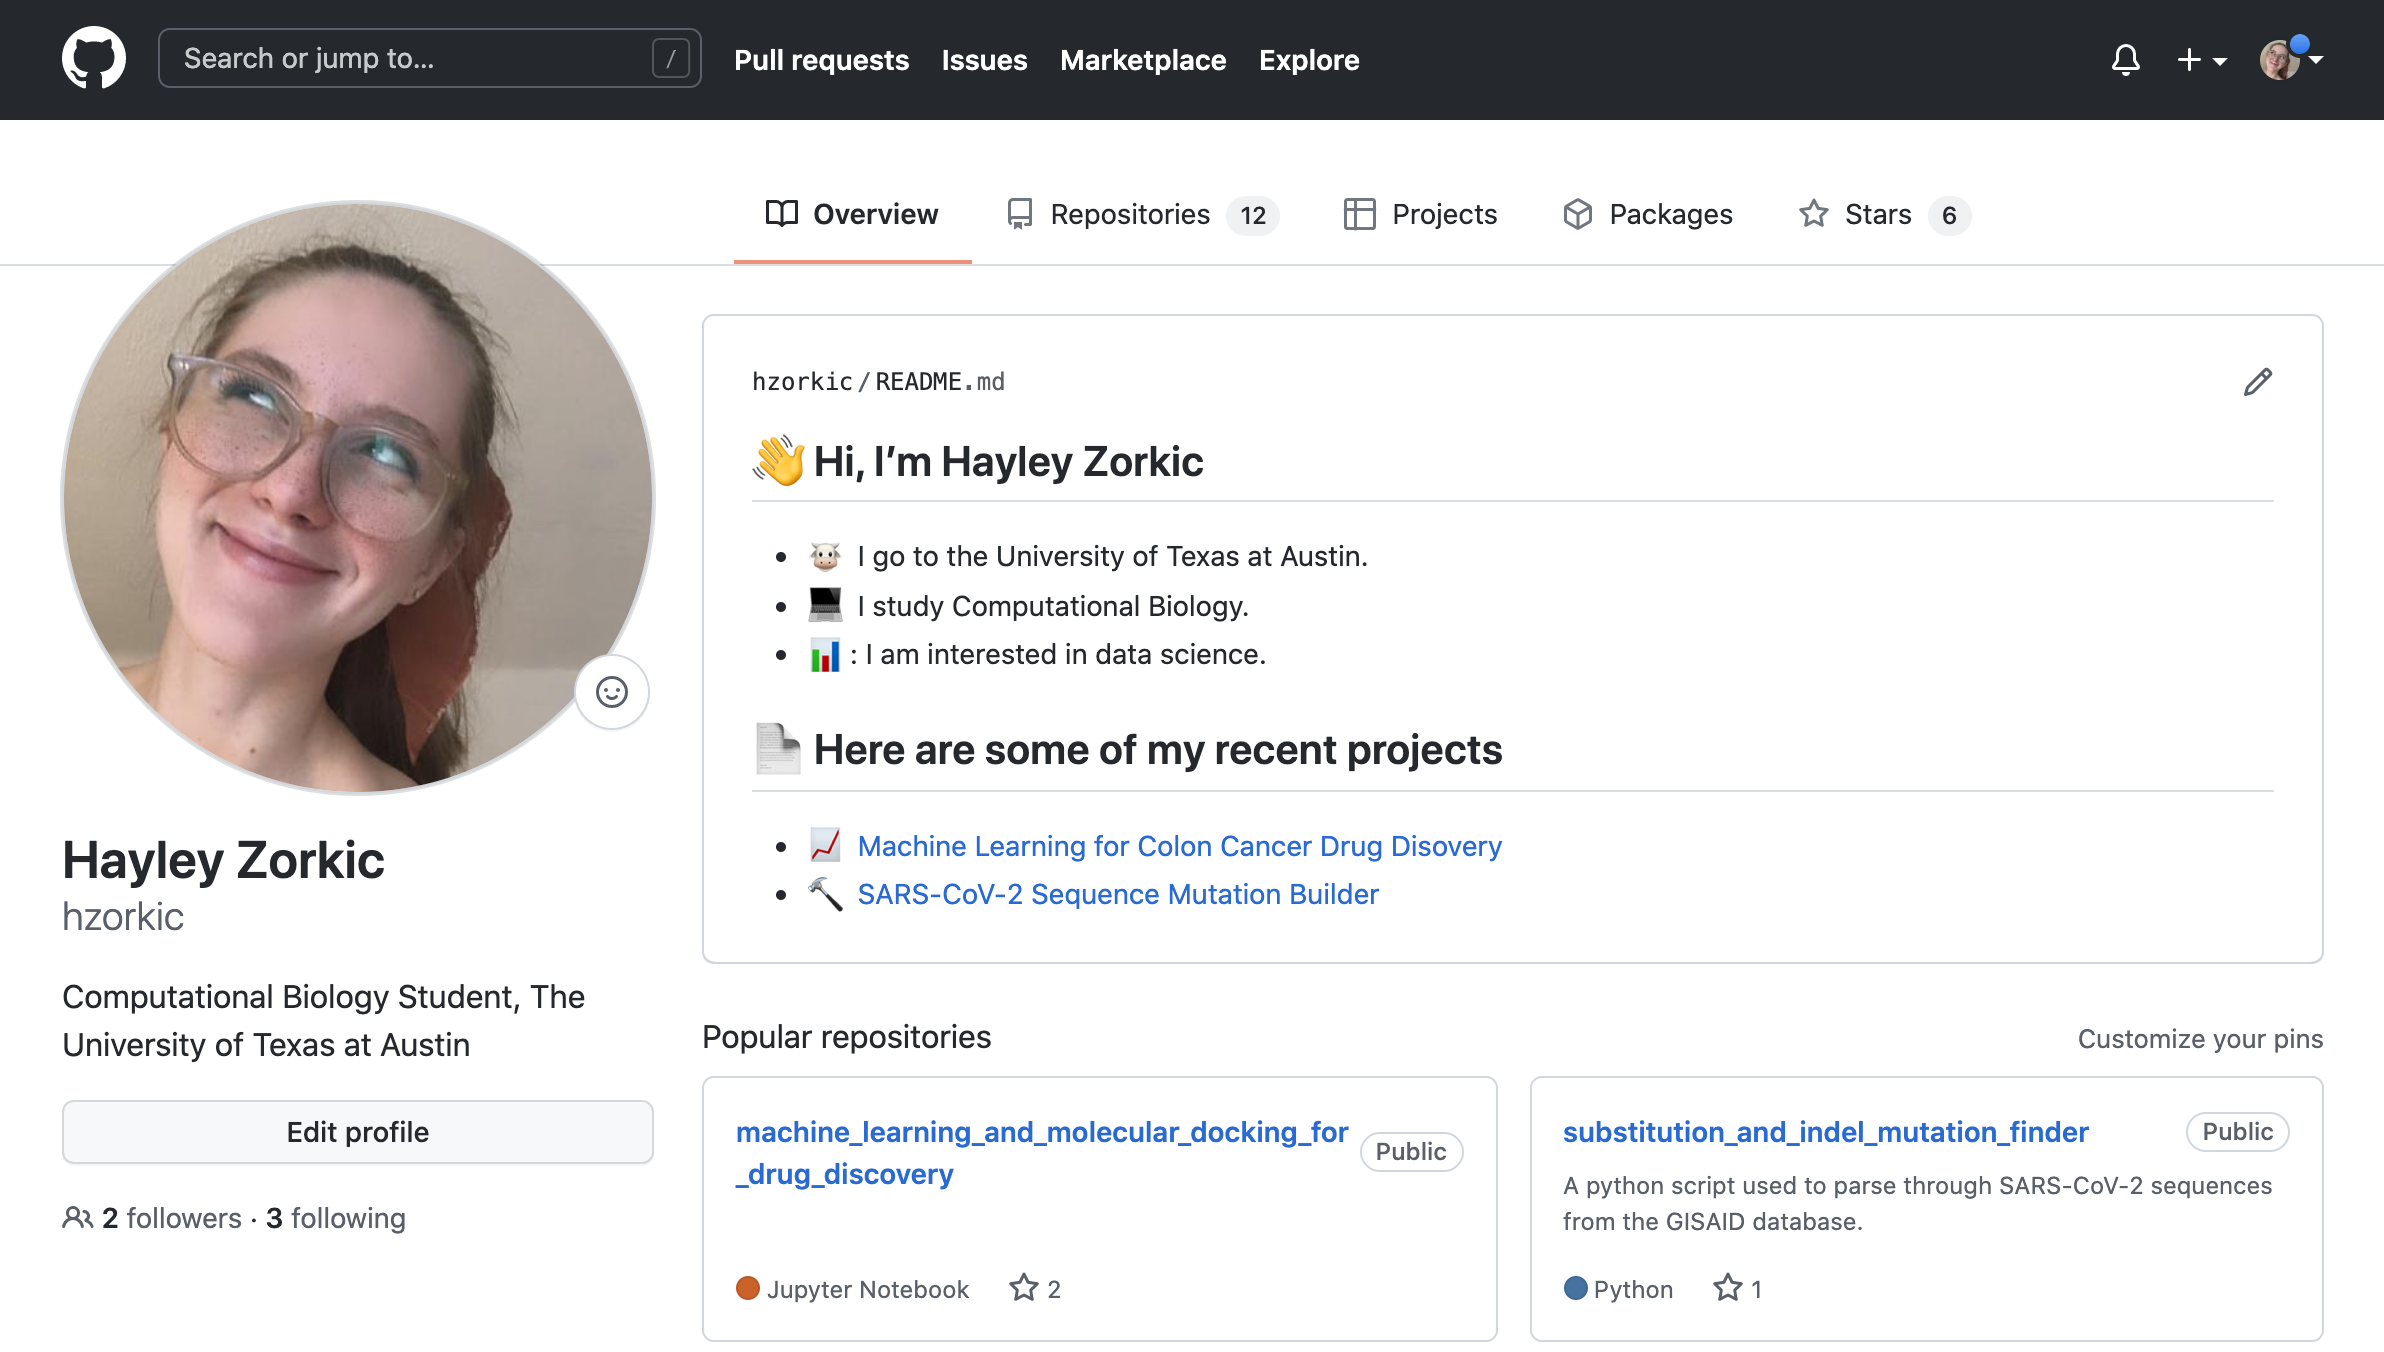 Search or jump to...
/
Pull requests
Issues
Marketplace
Explore
Overview
Repositories 12
Projects
Packages
Stars 6
hzorkic/README.md
👋 Hi, I’m Hayley Zorkic
🐮 I go to the University of Texas at Austin.
💻 I study Computational Biology.
📊 : I am interested in data science.
📄 Here are some of my recent projects
📈 Machine Learning for Colon Cancer Drug Disovery
🔨 SARS-CoV-2 Sequence Mutation Builder
Hayley Zorkic
hzorkic
Computational Biology Student, The
University of Texas at Austin
Edit profile
2 followers · 3 following
Popular repositories
Customize your pins
machine_learning_and_molecular_docking_for
_drug_discovery
Public
Jupyter Notebook
2
substitution_and_indel_mutation_finder
Public
A python script used to parse through SARS-CoV-2 sequences
from the GISAID database.
Python
1